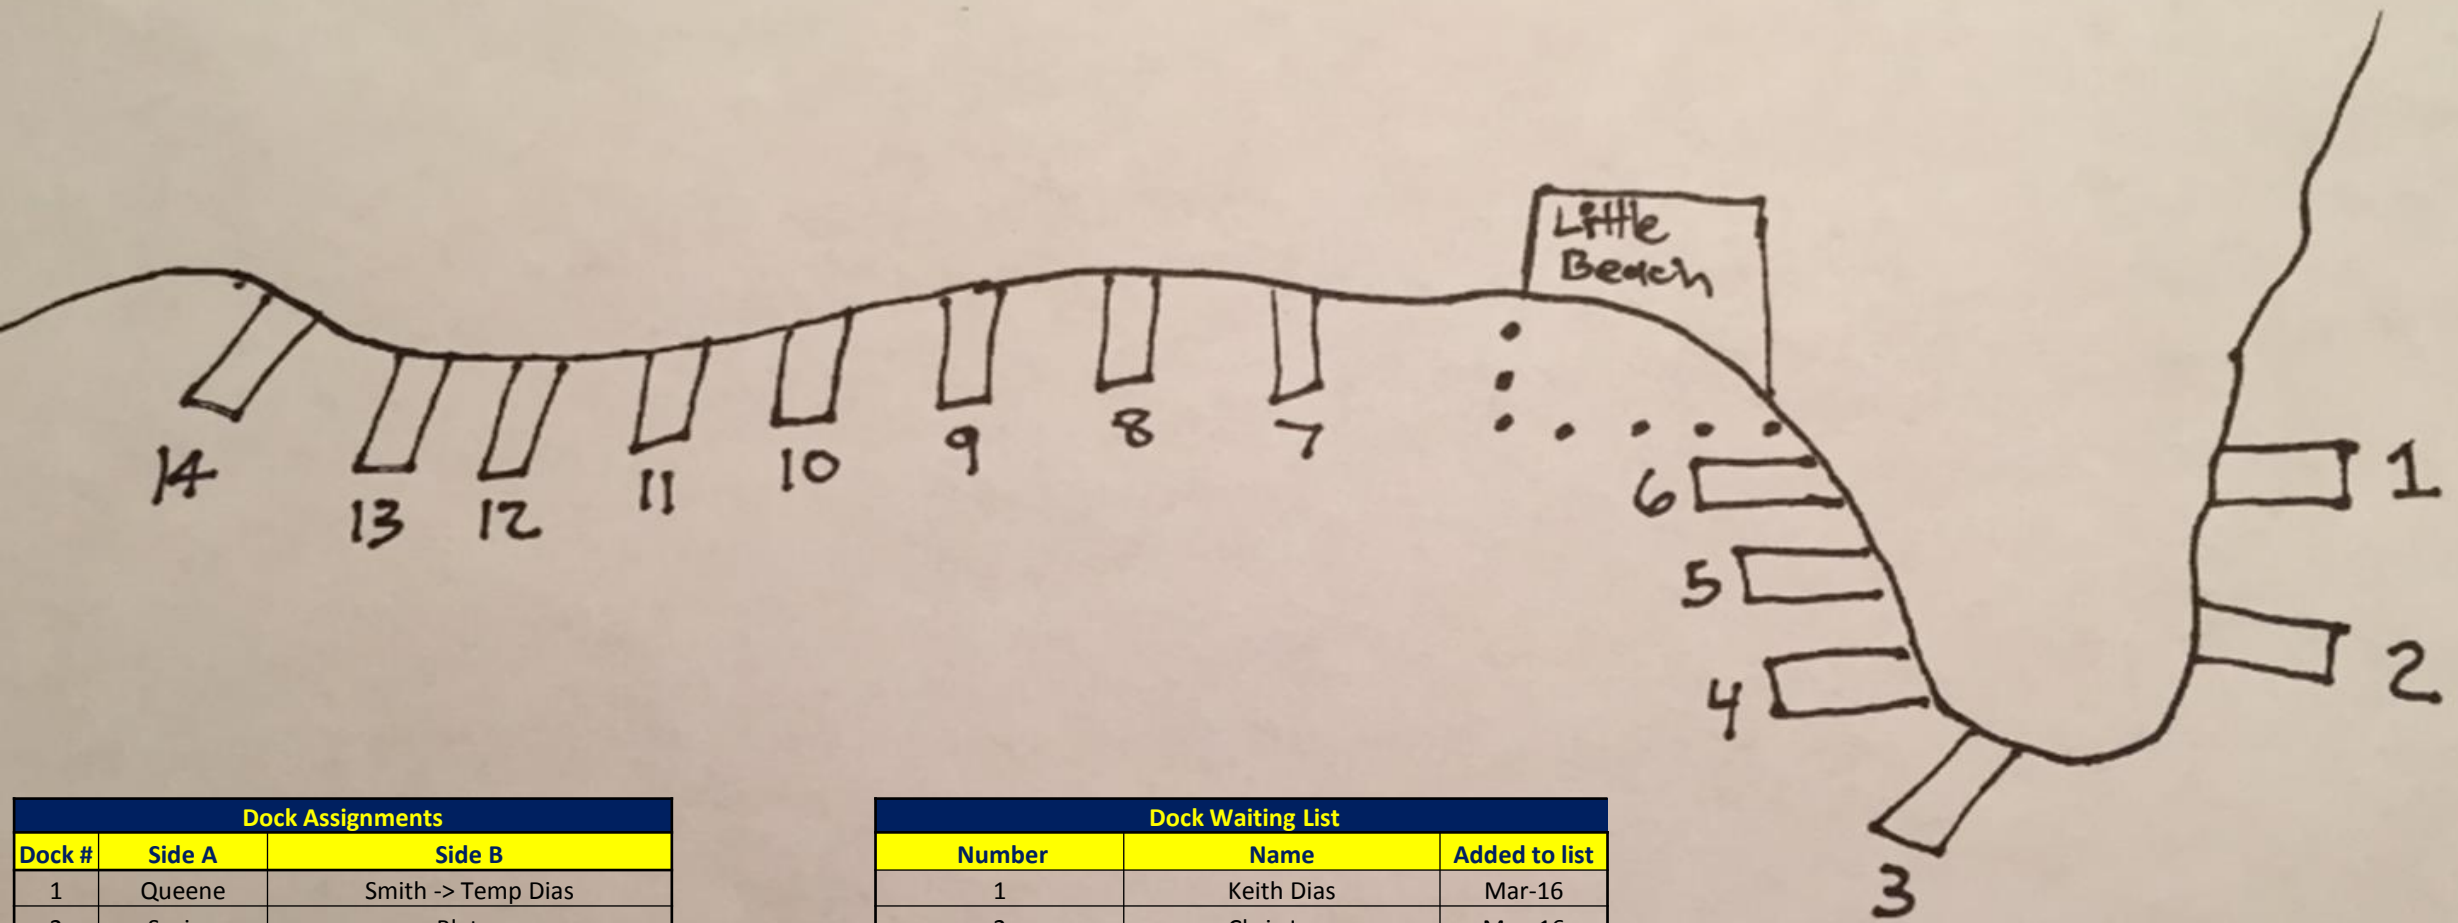 Little
Beach
1
2
3
4
5
6
7
8
9
10
11
12
13
14
Dock Assignments
Dock # Side A Side B
1 Queene Smith -> Temp Dias
Dock Waiting List
Number Name Added to list
1 Keith Dias Mar-16